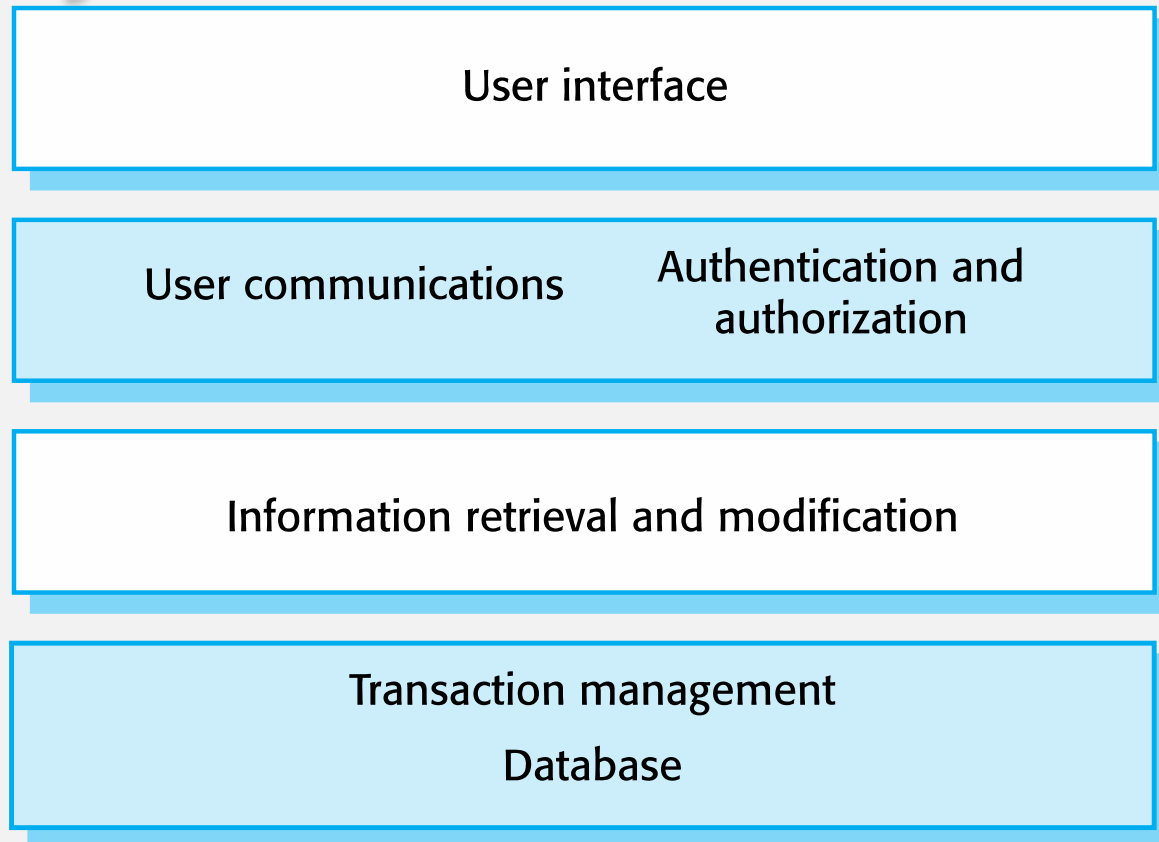 User interface
User communications
Authentication and
authorization
Information retrieval and modification
Transaction management
Database